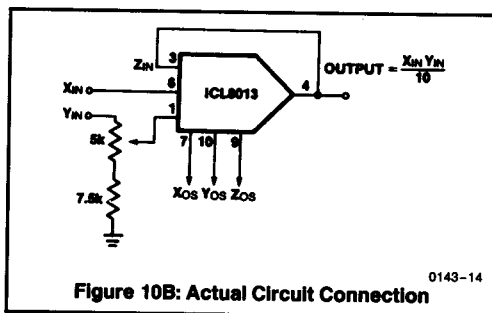 ZIN 3
XIN 6
ICL8013
4
OUTPUT = XIN YIN / 10
YIN 1
5k
7 10 9
7.5k
XOS YOS ZOS
0143-14
Figure 10B: Actual Circuit Connection